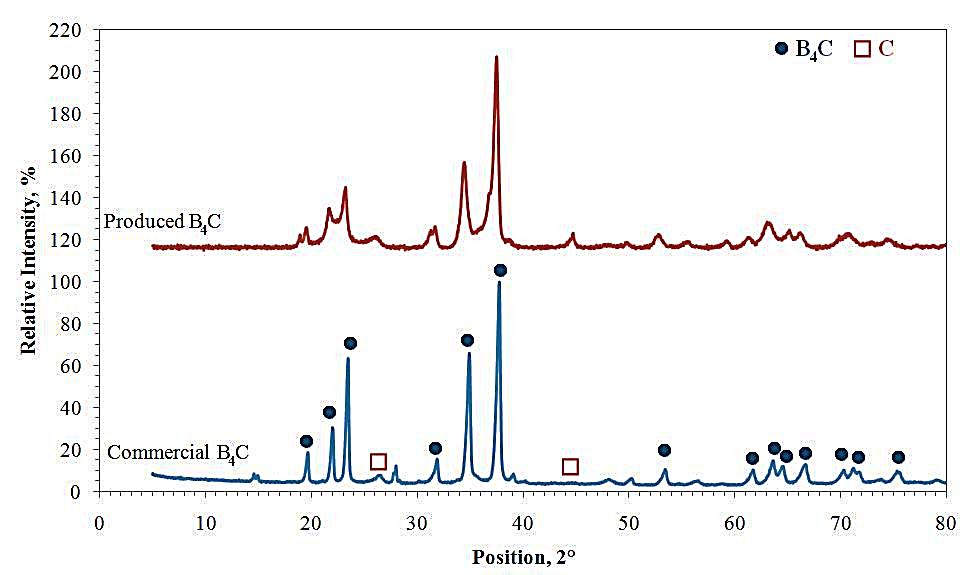 220
200
180
160
140
120
100
80
60
40
20
0
Relative Intensity, %
B4C
C
Produced B4C
Commercial B4C
0 10 20 30 40 50 60 70 80
Position, 2°